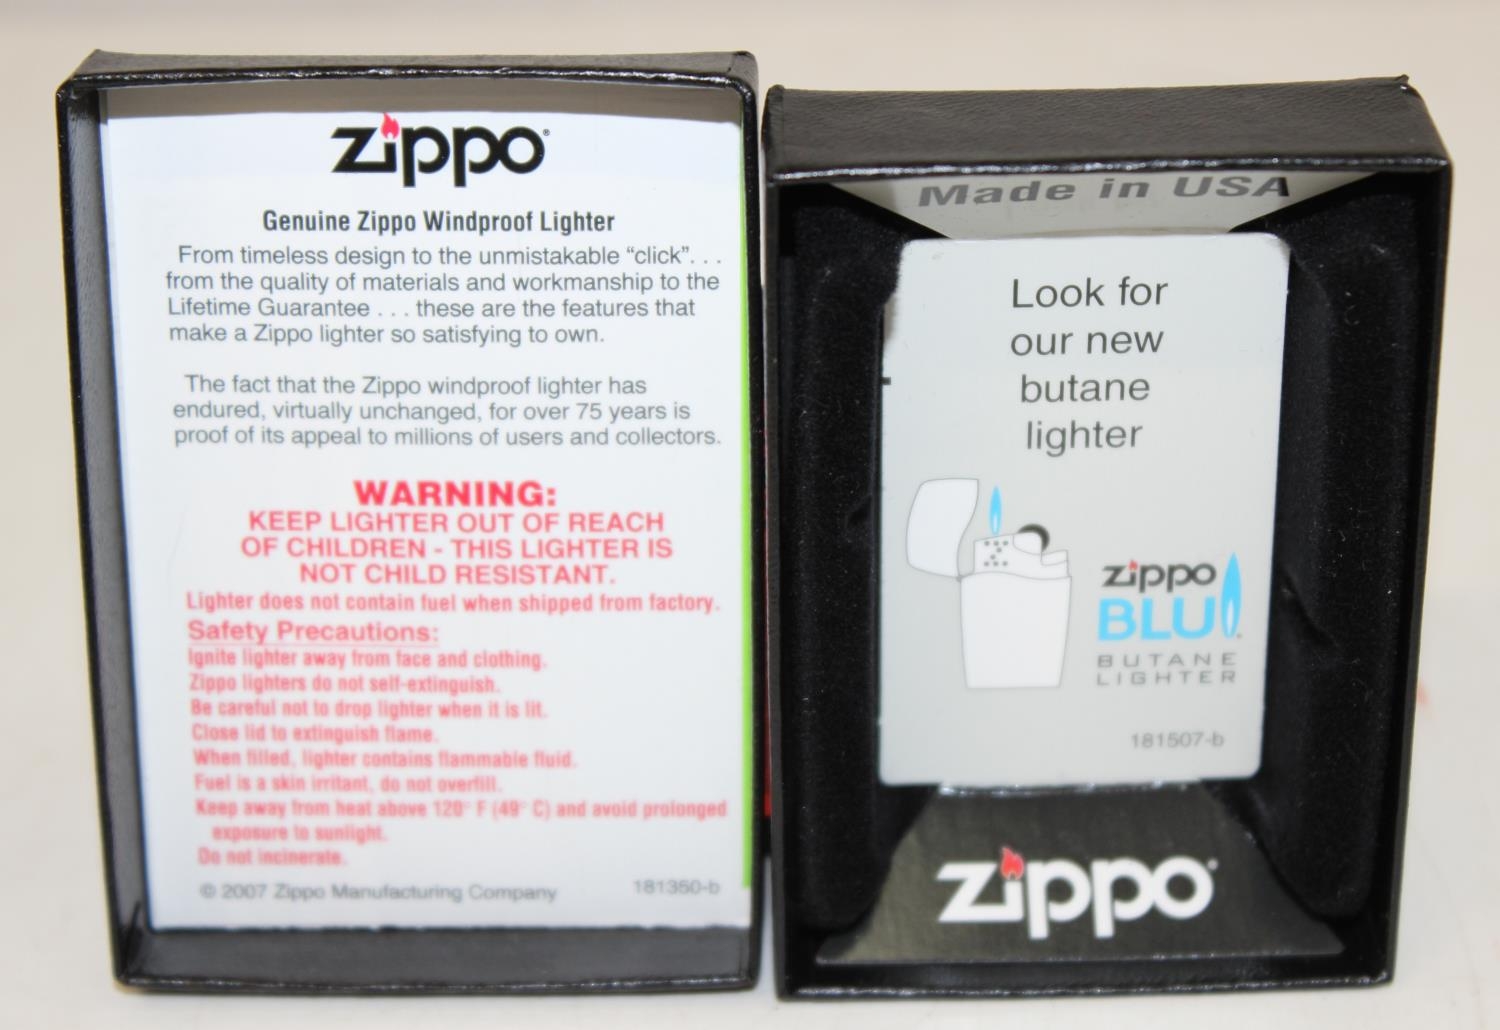 zippo
Genuine Zippo Windproof Lighter
From timeless design to the unmistakable “click”. . .
from the quality of materials and workmanship to the
Lifetime Guarantee . . . these are the features that
make a Zippo lighter so satisfying to own.
The fact that the Zippo windproof lighter has
endured, virtually unchanged, for over 75 years is
proof of its appeal to millions of users and collectors.
WARNING:
KEEP LIGHTER OUT OF REACH
OF CHILDREN - THIS LIGHTER IS
NOT CHILD RESISTANT.
Lighter does not contain fuel when shipped from factory.
Safety Precautions:
Ignite lighter away from face and clothing.
Zippo lighters do not self-extinguish.
Be careful not to drop lighter when it is lit.
Close lid to extinguish flame.
When filled, lighter contains flammable fluid.
Fuel is a skin irritant, do not overfill.
Keep away from heat above 120° F (49° C) and avoid prolonged
exposure to sunlight.
Do not incinerate.
© 2007 Zippo Manufacturing Company 181350-b
Made in USA
Look for
our new
butane
lighter
zippo
BLU
BUTANE
LIGHTER
181507-b
zippo